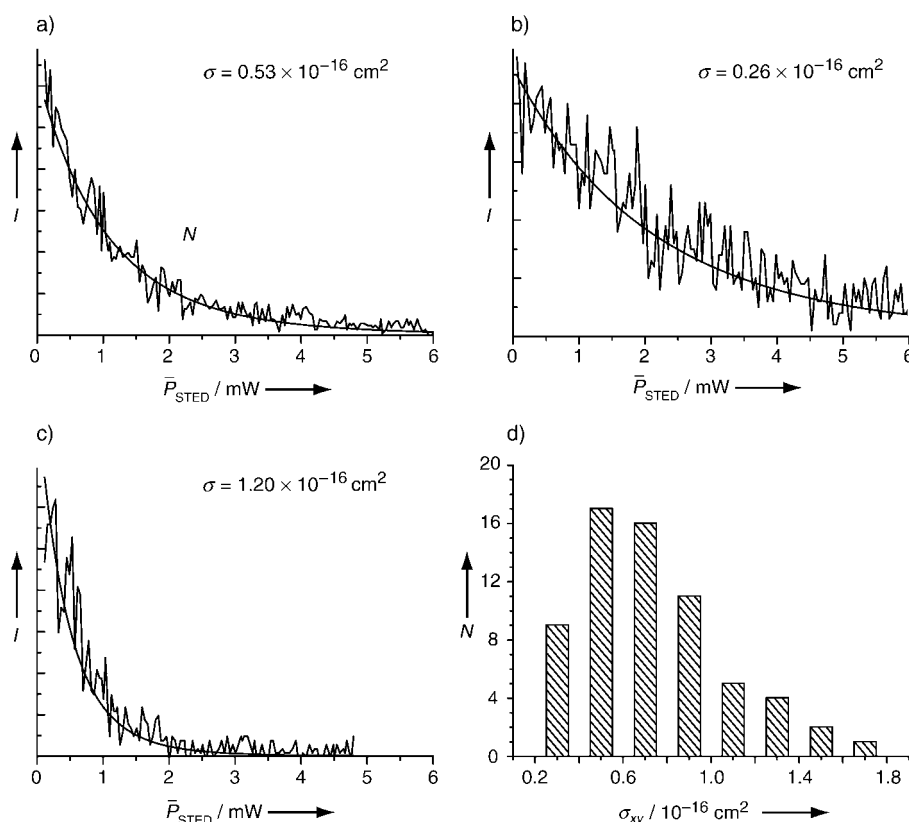 a)
σ = 0.53 × 10⁻¹⁶ cm²
I
N
0 1 2 3 4 5 6
P̄STED / mW
b)
σ = 0.26 × 10⁻¹⁶ cm²
I
0 1 2 3 4 5 6
P̄STED / mW
c)
σ = 1.20 × 10⁻¹⁶ cm²
I
0 1 2 3 4 5 6
P̄STED / mW
d)
20
16
12
N
8
4
0
0.2 0.6 1.0 1.4 1.8
σxy / 10⁻¹⁶ cm²